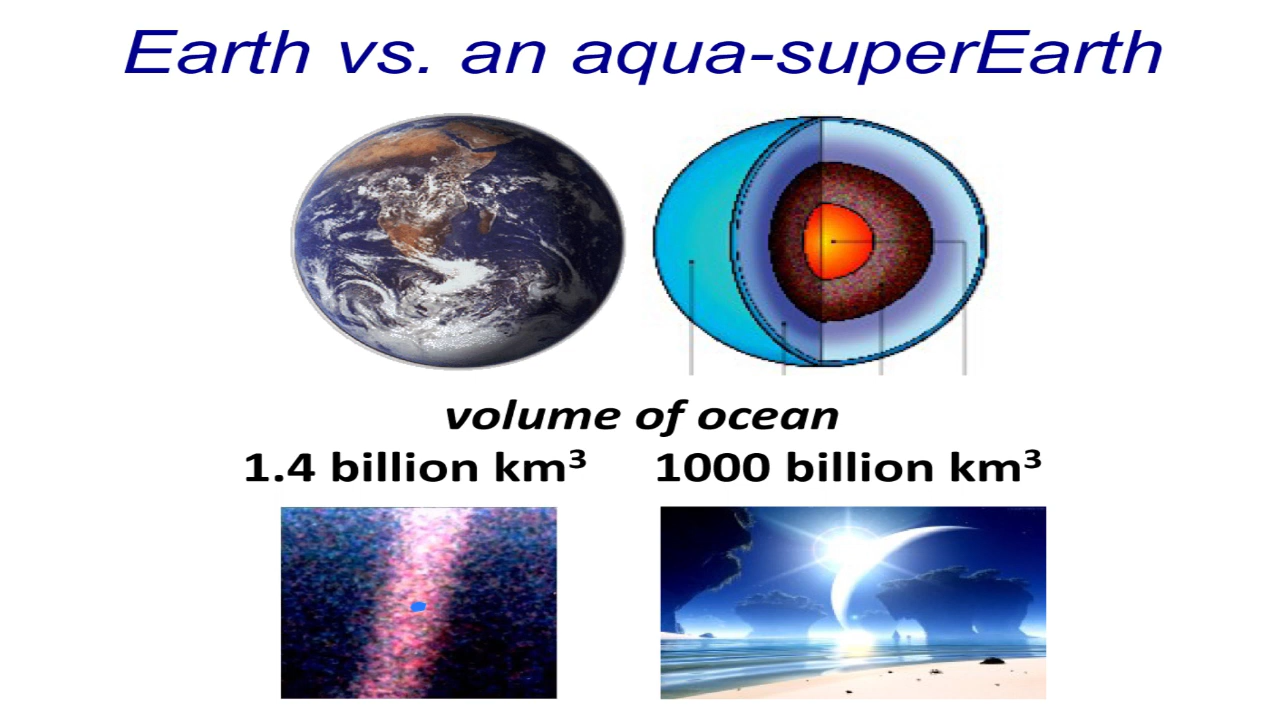 Earth vs. an aqua-superEarth
volume of ocean
1.4 billion km³ 1000 billion km³